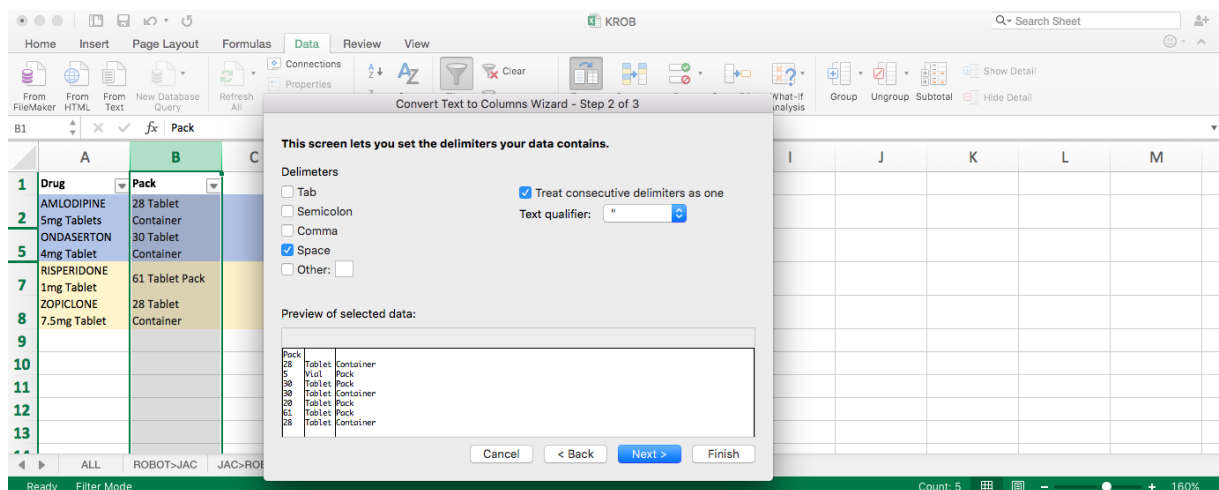 KROB
Search Sheet
Home Insert Page Layout Formulas Data Review View
Connections
Properties
Clear
From FileMaker
From HTML
From Text
New Database Query
Refresh All
What-If Analysis
Group Ungroup Subtotal
Show Detail
Hide Detail
B1 fx Pack
Convert Text to Columns Wizard - Step 2 of 3
This screen lets you set the delimiters your data contains.
Delimeters
Tab
Semicolon
Comma
Space
Other:
Treat consecutive delimiters as one
Text qualifier: "
Preview of selected data:
Pack
28 Tablet Container
5 Vial Pack
30 Tablet Pack
30 Tablet Container
20 Tablet Pack
61 Tablet Pack
28 Tablet Container
Cancel < Back Next > Finish
A B C I J K L M
1 Drug Pack
2 AMLODIPINE 5mg Tablets 28 Tablet Container
5 ONDASERTON 4mg Tablet 30 Tablet Container
7 RISPERIDONE 1mg Tablet 61 Tablet Pack
8 ZOPICLONE 7.5mg Tablet 28 Tablet Container
9
10
11
12
13
ALL ROBOT>JAC
Ready Filter Mode Count: 5 160%